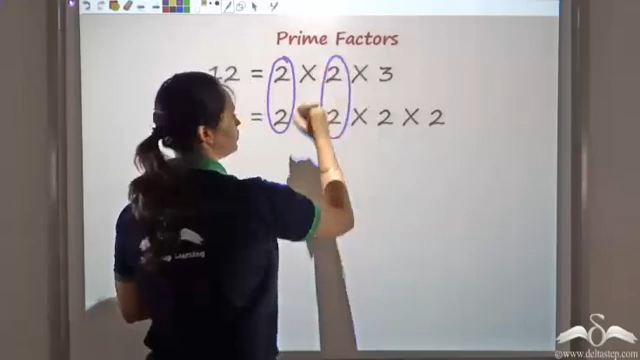 Prime Factors
12 = 2 × 2 × 3
= 2 2 × 2 × 2
Learning
©www.deltastep.com